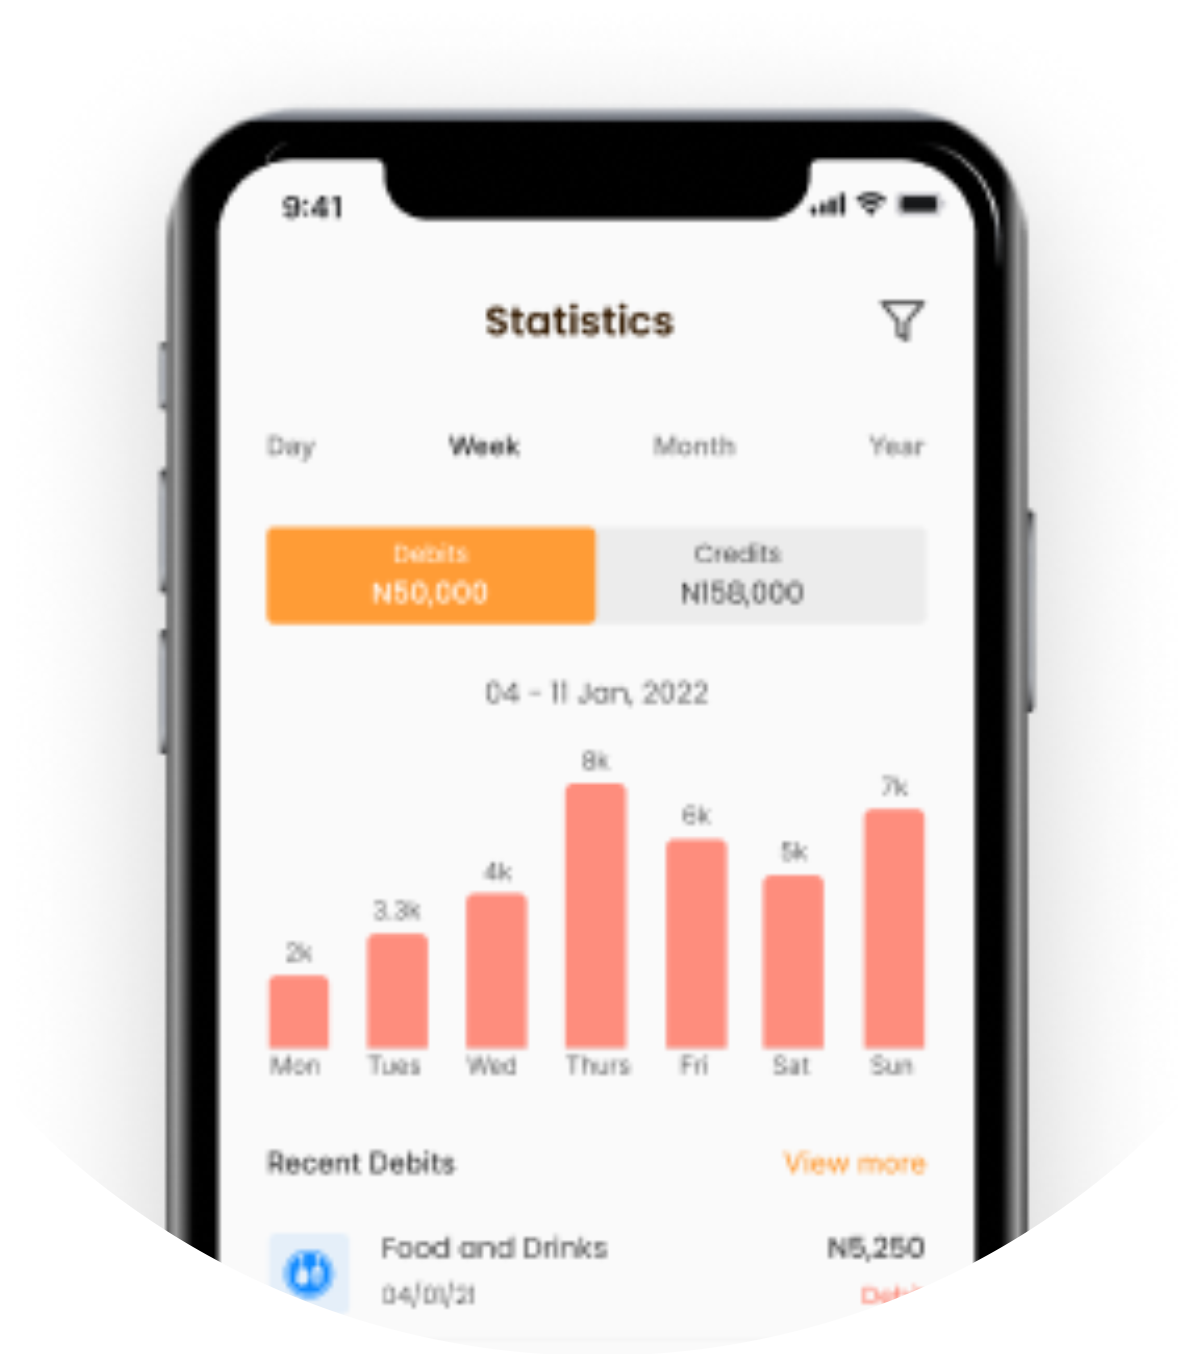 9:41
Statistics
Day Week Month Year
Debits Credits
N50,000 N158,000
04 - 11 Jan, 2022
8k
7k
6k
5k
4k
3.3k
2k
Mon Tues Wed Thurs Fri Sat Sun
Recent Debits View more
Food and Drinks N5,250
04/01/21